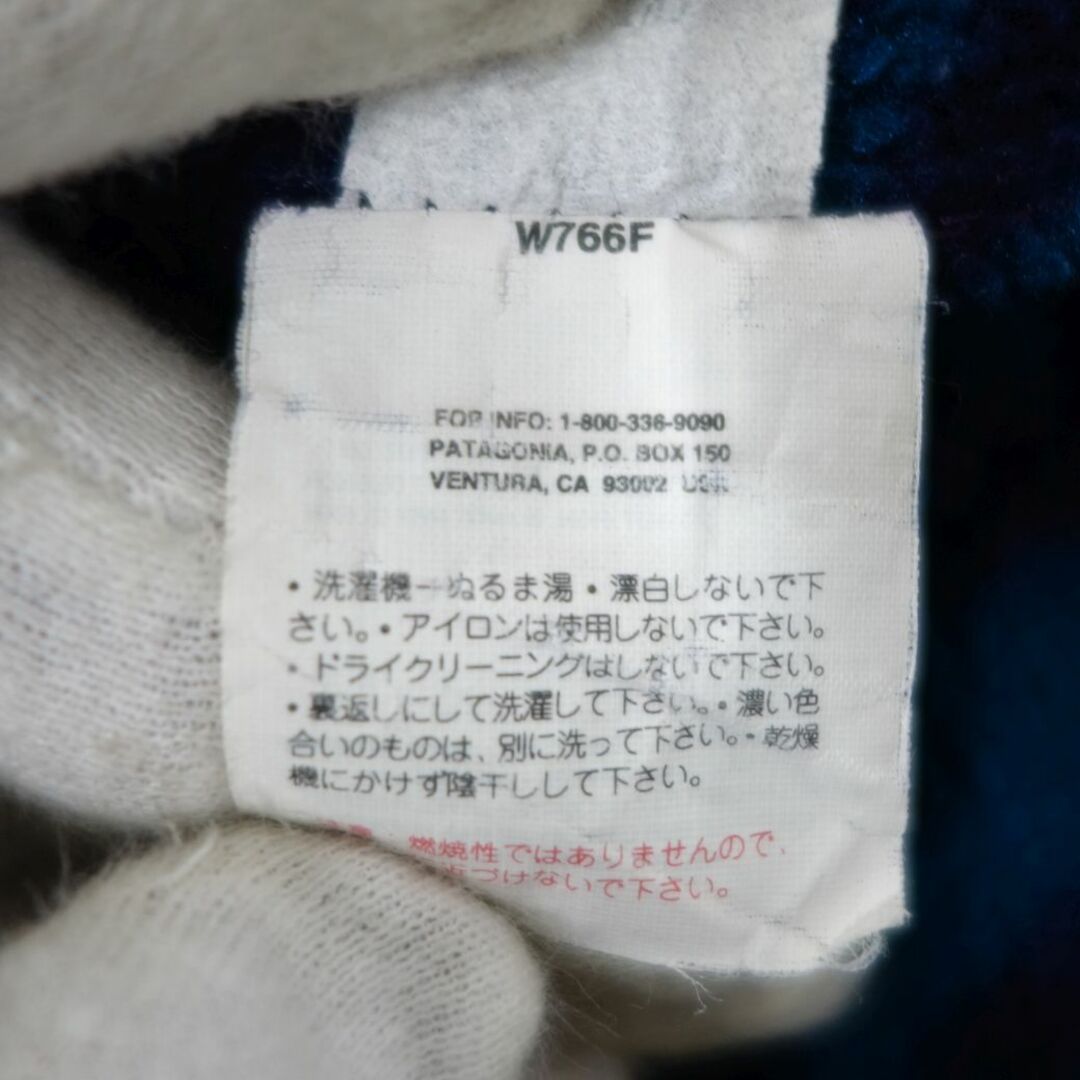 W766F
FOR INFO: 1-800-336-9090
PATAGONIA, P.O. BOX 150
VENTURA, CA 93002 USA
・洗濯機ーぬるま湯・漂白しないで下
さい。・アイロンは使用しないで下さい。
・ドライクリーニングはしないで下さい。
・裏返しにして洗濯して下さい。・濃い色
合いのものは、別に洗って下さい。・乾燥
機にかけず陰干しして下さい。
燃焼性ではありませんので、
づけないで下さい。